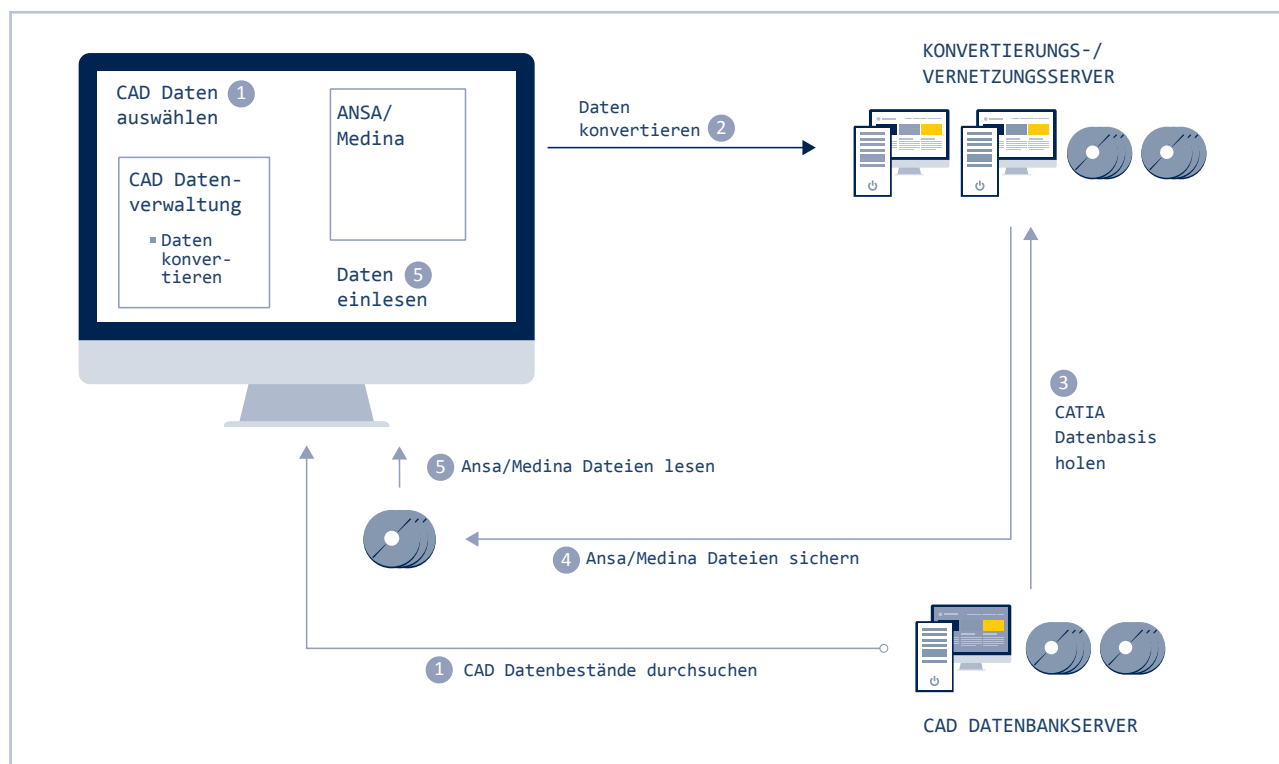 KONVERTIERUNGS-/
VERNETZUNGSSERVER
CAD Daten 1
auswählen
ANSA/
Medina
Daten
konvertieren 2
CAD Daten-
verwaltung
Daten
konver-
tieren
Daten 5
einlesen
3
CATIA
Datenbasis
holen
5 Ansa/Medina Dateien lesen
4 Ansa/Medina Dateien sichern
1 CAD Datenbestände durchsuchen
CAD DATENBANKSERVER